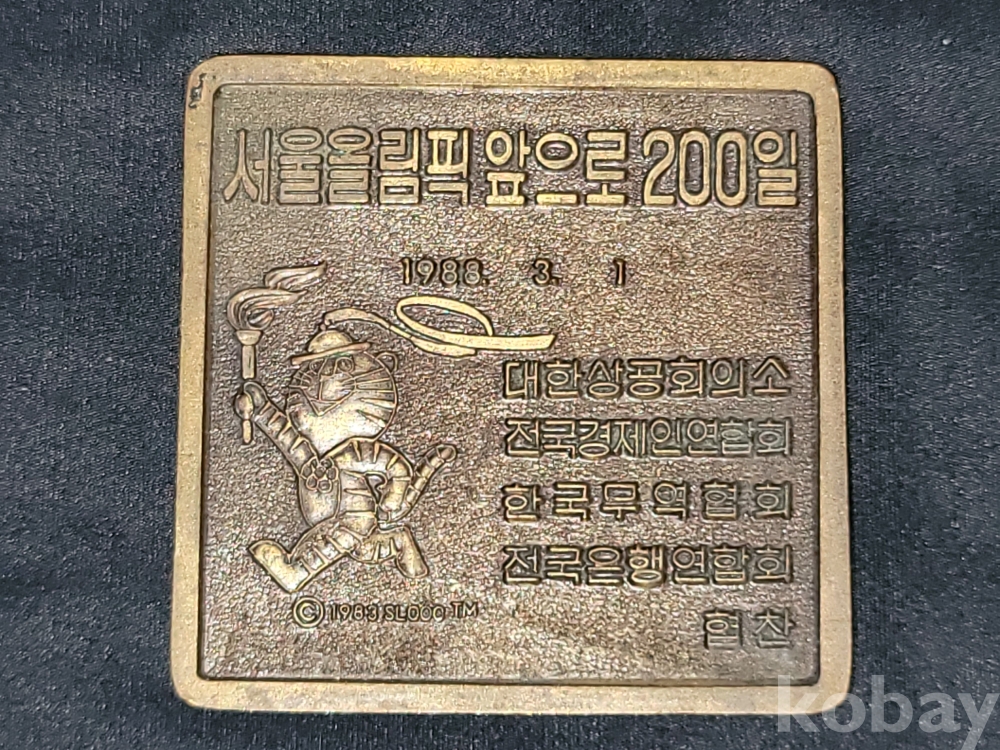 서울올림픽 앞으로 200일
1988. 3. 1
대한상공회의소
전국경제인연합회
한국무역협회
전국은행연합회
협찬
© 1983 SLOOC TM
kobay